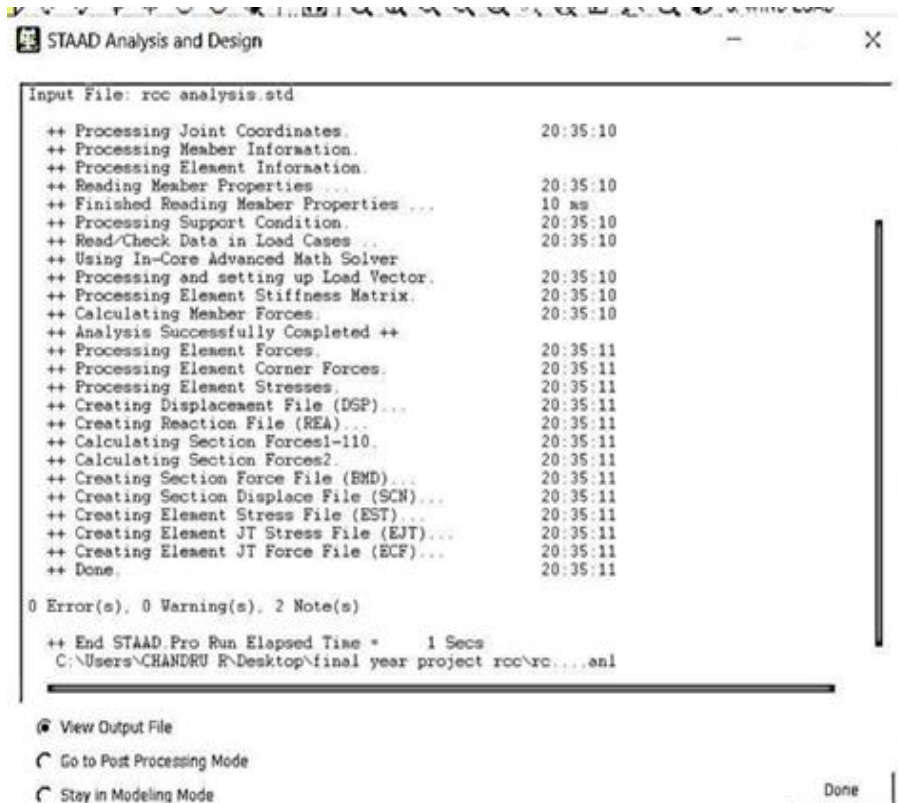 WIND LOAD
STAAD Analysis and Design
Input File: rcc analysis.std
++ Processing Joint Coordinates. 20:35:10
++ Processing Member Information.
++ Processing Element Information.
++ Reading Member Properties ... 20:35:10
++ Finished Reading Member Properties ... 10 ms
++ Processing Support Condition. 20:35:10
++ Read/Check Data in Load Cases .. 20:35:10
++ Using In-Core Advanced Math Solver
++ Processing and setting up Load Vector. 20:35:10
++ Processing Element Stiffness Matrix. 20:35:10
++ Calculating Member Forces. 20:35:10
++ Analysis Successfully Completed ++
++ Processing Element Forces. 20:35:11
++ Processing Element Corner Forces. 20:35:11
++ Processing Element Stresses. 20:35:11
++ Creating Displacement File (DSP)... 20:35:11
++ Creating Reaction File (REA)... 20:35:11
++ Calculating Section Forces1-110. 20:35:11
++ Calculating Section Forces2. 20:35:11
++ Creating Section Force File (BMD)... 20:35:11
++ Creating Section Displace File (SCN)... 20:35:11
++ Creating Element Stress File (EST)... 20:35:11
++ Creating Element JT Stress File (EJT)... 20:35:11
++ Creating Element JT Force File (ECF)... 20:35:11
++ Done. 20:35:11
0 Error(s), 0 Warning(s), 2 Note(s)
++ End STAAD.Pro Run Elapsed Time = 1 Secs
C:\Users\CHANDRU R\Desktop\final year project rcc\rc....anl
View Output File
Go to Post Processing Mode
Stay in Modeling Mode
Done